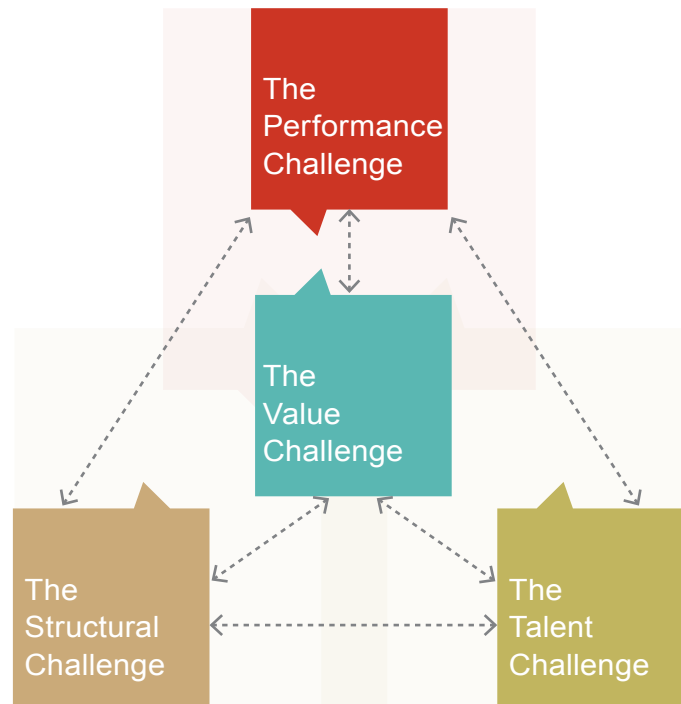 The
Performance
Challenge
The
Value
Challenge
The
Structural
Challenge
The
Talent
Challenge